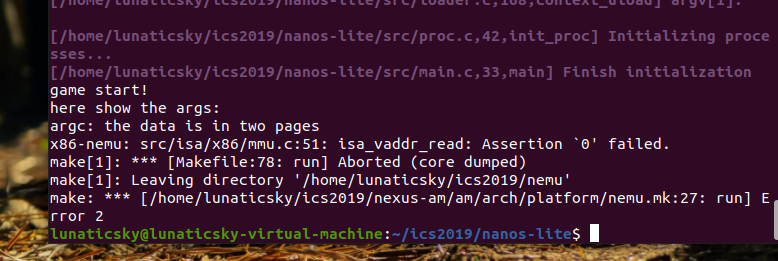 [/home/lunaticsky/ics2019/nanos-lite/src/loader.c,168,context_uload] argv[1]:
[/home/lunaticsky/ics2019/nanos-lite/src/proc.c,42,init_proc] Initializing proce
sses...
[/home/lunaticsky/ics2019/nanos-lite/src/main.c,33,main] Finish initialization
game start!
here show the args:
argc: the data is in two pages
x86-nemu: src/isa/x86/mmu.c:51: isa_vaddr_read: Assertion `0' failed.
make[1]: *** [Makefile:78: run] Aborted (core dumped)
make[1]: Leaving directory '/home/lunaticsky/ics2019/nemu'
make: *** [/home/lunaticsky/ics2019/nexus-am/am/arch/platform/nemu.mk:27: run] E
rror 2
lunaticsky@lunaticsky-virtual-machine:~/ics2019/nanos-lite$